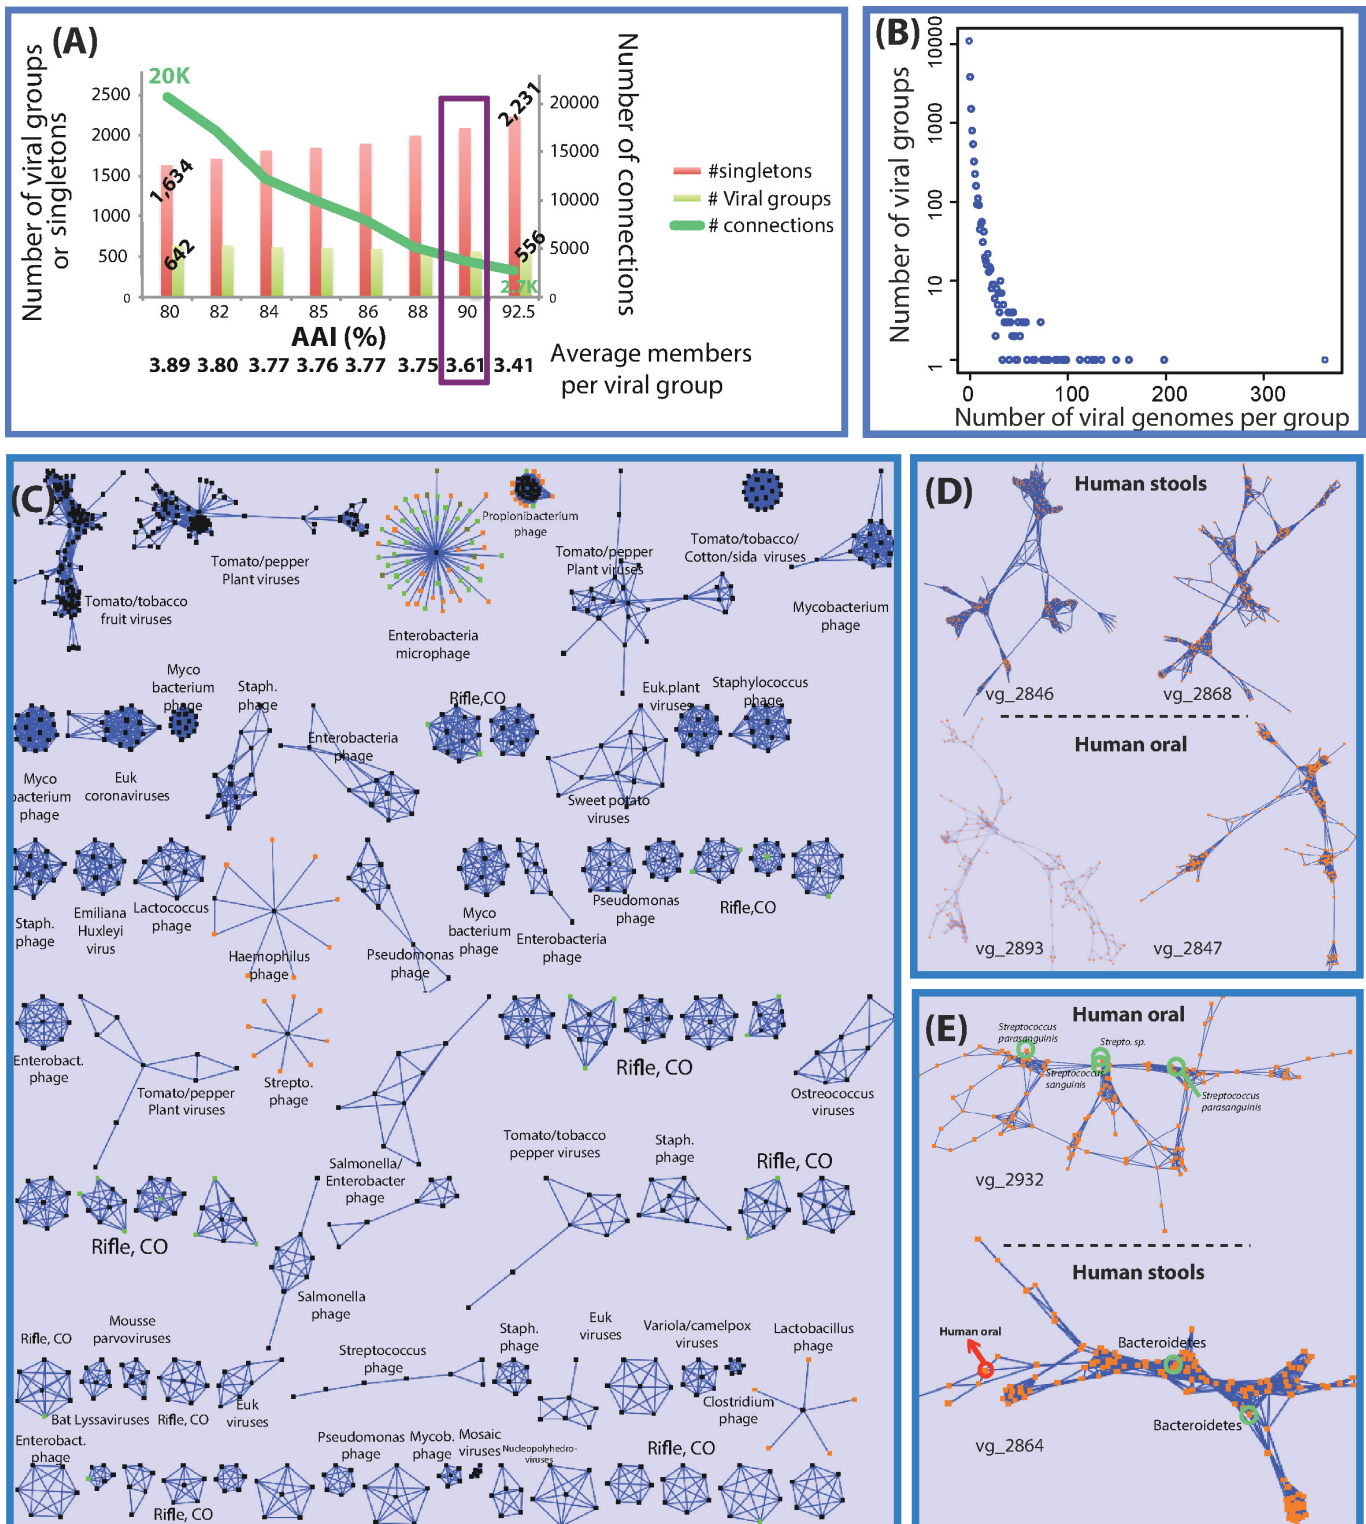 (A)
20K
Number of viral groups
or singletons
2500
2000
1500
1000
500
0
1,634
642
2,231
556
2.7K
20000
15000
10000
5000
0
Number of connections
#singletons
# Viral groups
# connections
80 82 84 85 86 88 90 92.5
AAI (%)
3.89 3.80 3.77 3.76 3.77 3.75 3.61 3.41
Average members
per viral group
(B)
Number of viral groups
10000
1000
100
10
1
0 100 200 300
Number of viral genomes per group
(C)
Tomato/tobacco
fruit viruses
Tomato/pepper
Plant viruses
Enterobacteria
microphage
Propionibacterium
phage
Tomato/pepper
Plant viruses
Tomato/tobacco/
Cotton/sida viruses
Mycobacterium
phage
Myco
bacterium
phage
Euk
coronaviruses
Myco
bacterium
phage
Staph.
phage
Enterobacteria
phage
Rifle,CO
Euk.plant
viruses
Staphylococcus
phage
Sweet potato
viruses
Staph.
phage
Emiliana
Huxleyi
virus
Lactococcus
phage
Haemophilus
phage
Pseudomonas
phage
Myco
bacterium
phage
Enterobacteria
phage
Pseudomonas
phage
Rifle,CO
Enterobact.
phage
Tomato/pepper
Plant viruses
Strepto.
phage
Salmonella/
Enterobacter
phage
Rifle, CO
Ostreococcus
viruses
Rifle, CO
Salmonella
phage
Tomato/tobacco
pepper viruses
Staph.
phage
Rifle, CO
Rifle, CO
Mousse
parvoviruses
Bat Lyssaviruses
Rifle, CO
Euk
viruses
Streptococcus
phage
Staph.
phage
Euk
viruses
Variola/camelpox
viruses
Clostridium
phage
Lactobacillus
phage
Enterobact.
phage
Rifle, CO
Pseudomonas
phage
Mycob.
phage
Mosaic
viruses
Nucleopolyhedro-
viruses
Rifle, CO
(D)
Human stools
vg_2846
vg_2868
Human oral
vg_2893
vg_2847
(E)
Human oral
Streptococcus
parasanguinis
Strepto. sp.
Streptococcus
sanguinis
Streptococcus
parasanguinis
vg_2932
Human stools
Human oral
Bacteroidetes
Bacteroidetes
vg_2864